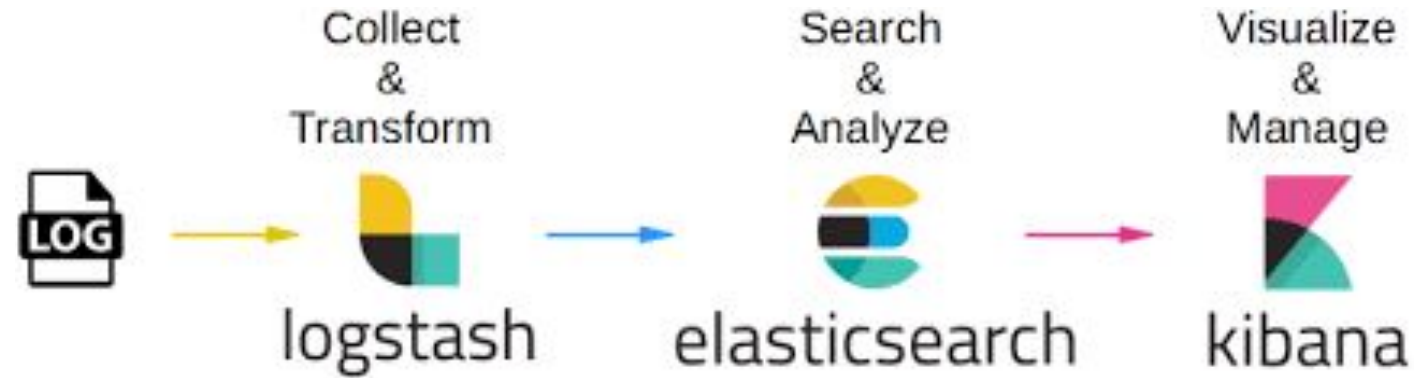 Collect
&
Transform
Search
&
Analyze
Visualize
&
Manage
LOG
logstash
elasticsearch
kibana